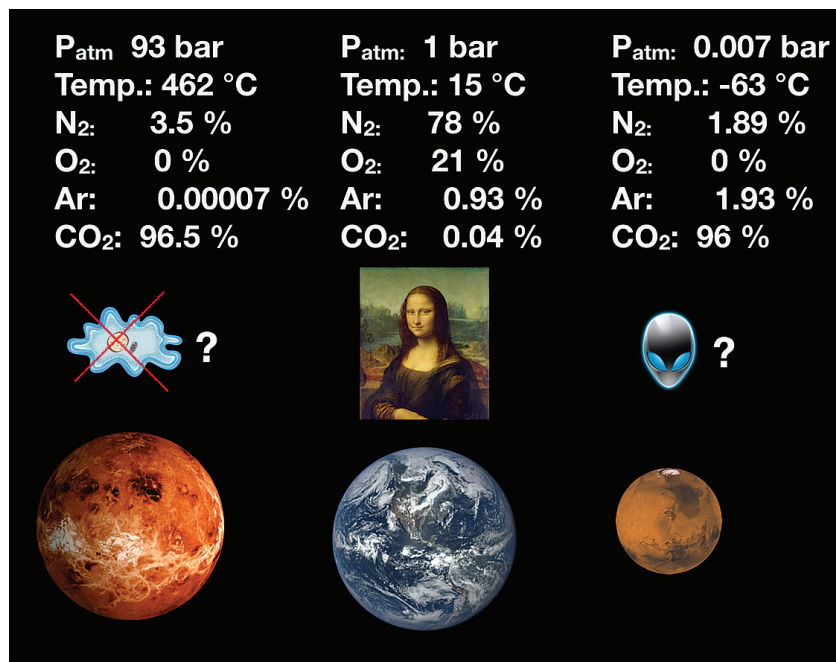 Patm 93 bar
Temp.: 462 °C
N2: 3.5 %
O2: 0 %
Ar: 0.00007 %
CO2: 96.5 %
?
Patm: 1 bar
Temp.: 15 °C
N2: 78 %
O2: 21 %
Ar: 0.93 %
CO2: 0.04 %
Patm: 0.007 bar
Temp.: -63 °C
N2: 1.89 %
O2: 0 %
Ar: 1.93 %
CO2: 96 %
?